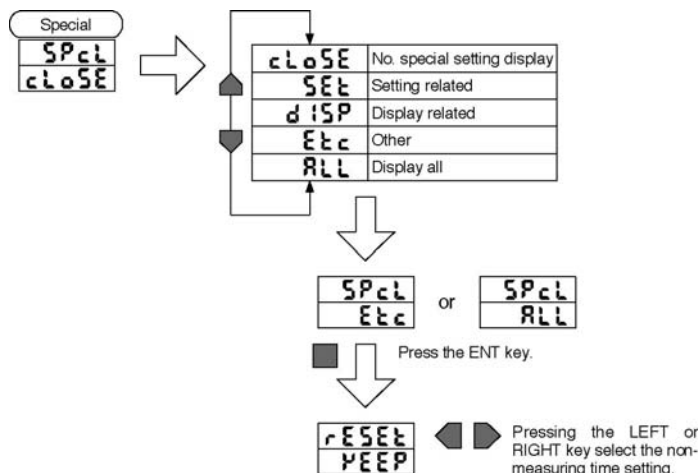 Special
SPcL
cLoSE
cLoSE No. special setting display
SEt Setting related
dISP Display related
Etc Other
ALL Display all
SPcL
Etc
or
SPcL
ALL
Press the ENT key.
rESEt
KEEP
Pressing the LEFT or
RIGHT key select the non-
measuring time setting.